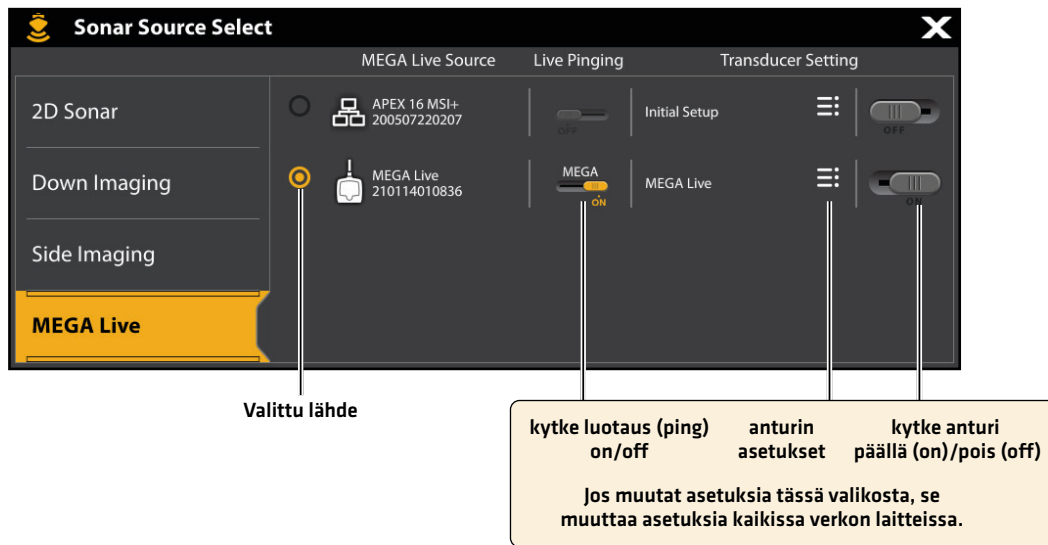 Sonar Source Select
MEGA Live Source Live Pinging Transducer Setting
2D Sonar
Down Imaging
Side Imaging
MEGA Live
APEX 16 MSI+
200507220207
OFF
Initial Setup
OFF
MEGA Live
210114010836
MEGA
ON
MEGA Live
ON
Valittu lähde
kytke luotaus (ping)
on/off
anturin
asetukset
kytke anturi
päällä (on)/pois (off)
Jos muutat asetuksia tässä valikosta, se
muuttaa asetuksia kaikissa verkon laitteissa.